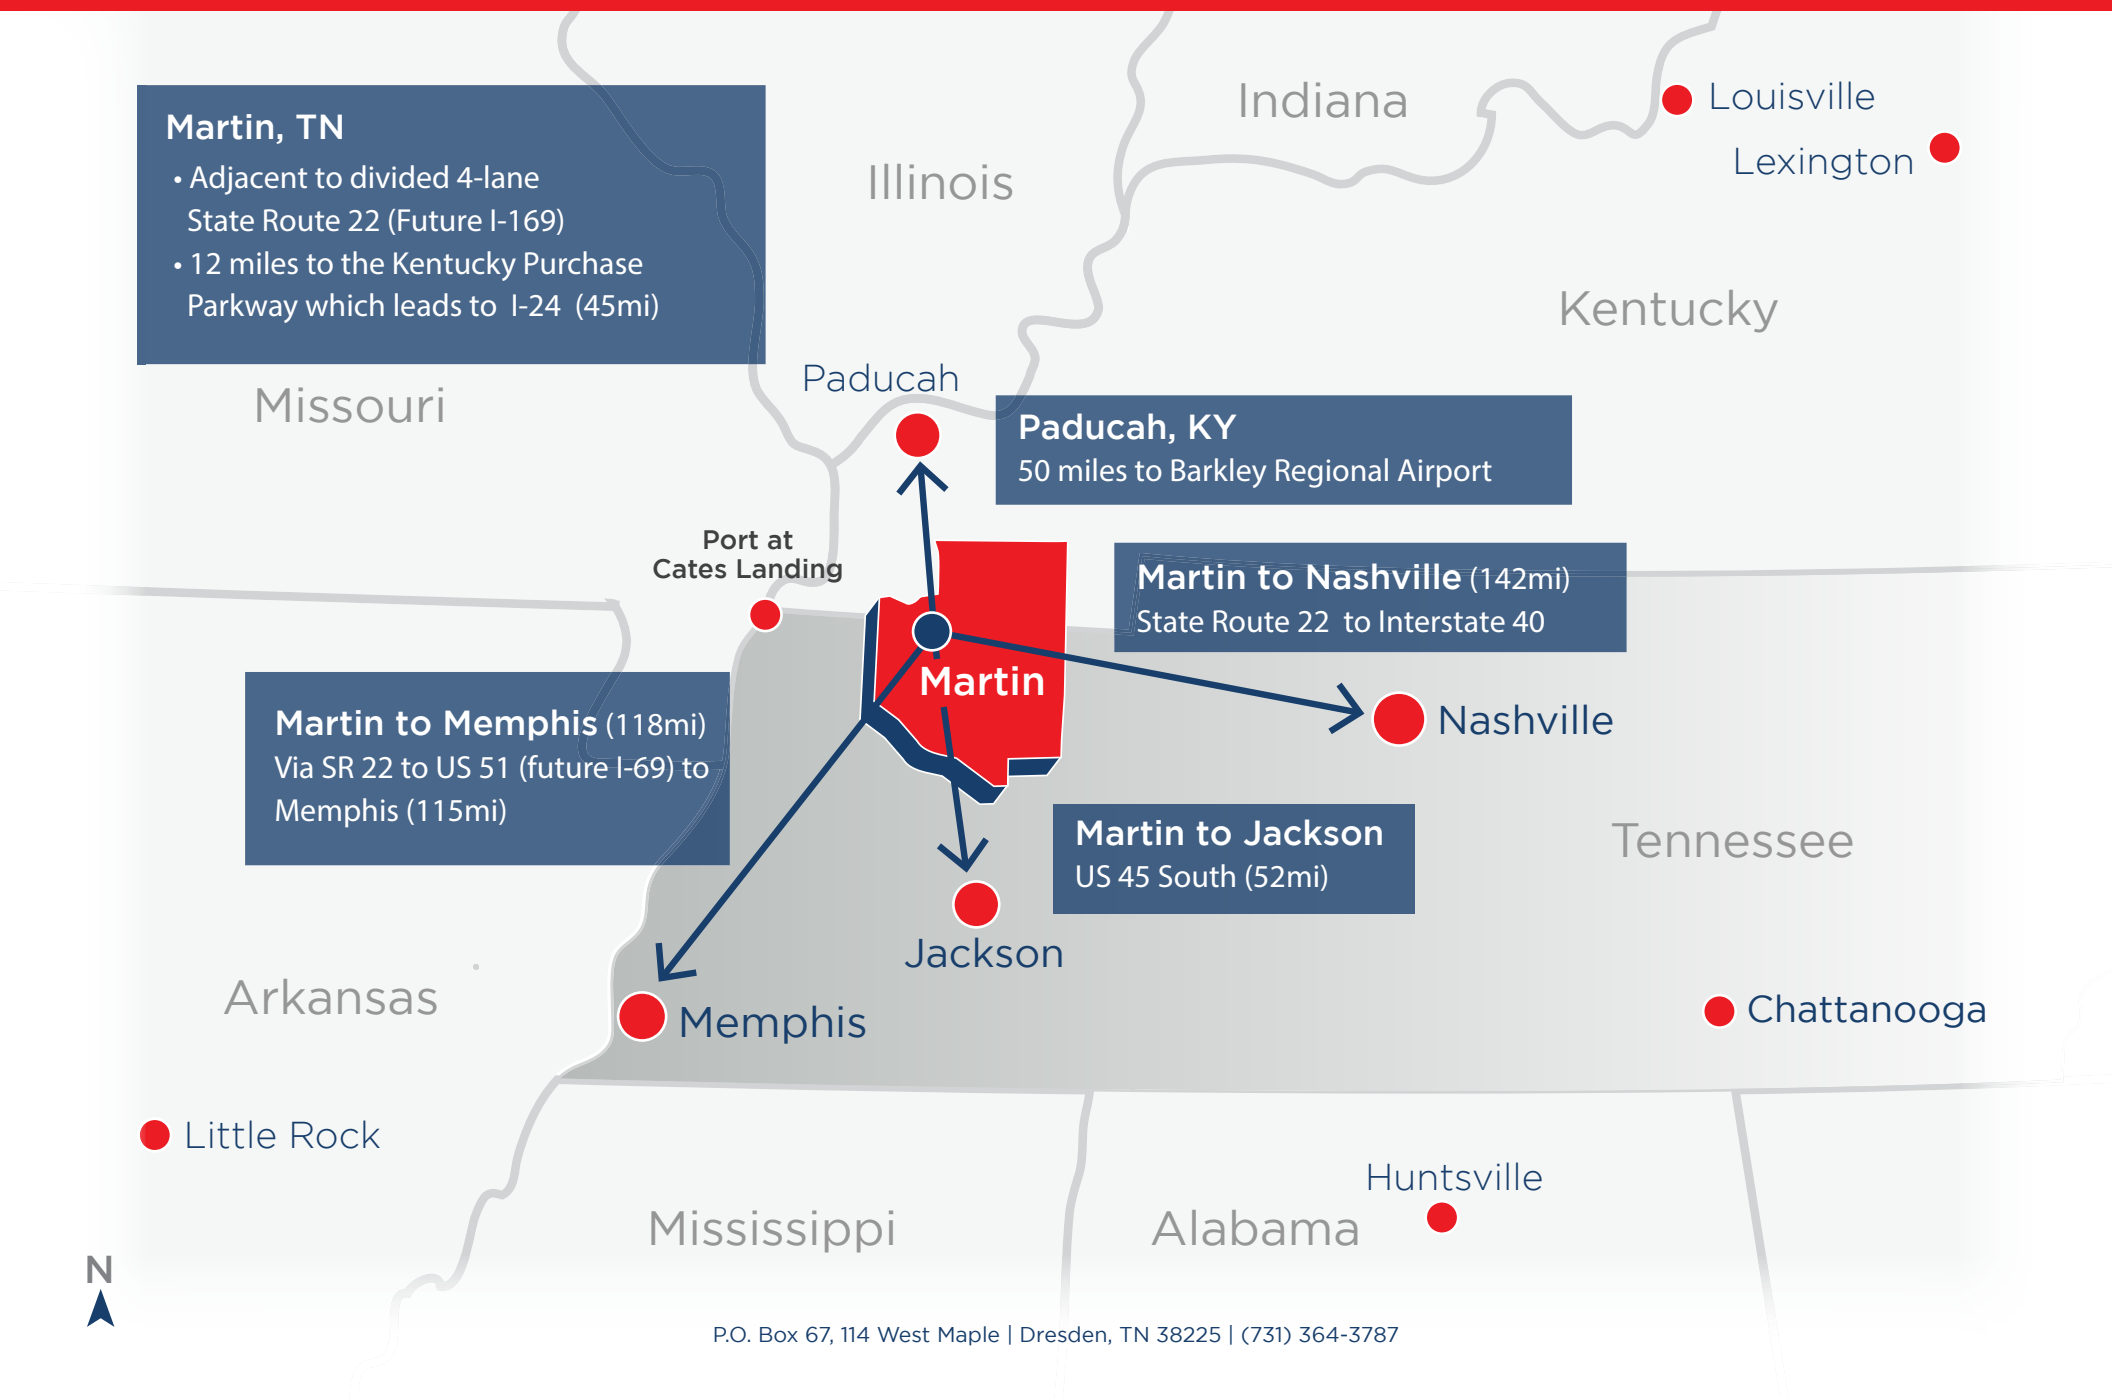 Martin, TN
• Adjacent to divided 4-lane
State Route 22 (Future I-169)
• 12 miles to the Kentucky Purchase
Parkway which leads to I-24 (45mi)
Indiana
Louisville
Lexington
Illinois
Kentucky
Missouri
Paducah
Paducah, KY
50 miles to Barkley Regional Airport
Port at
Cates Landing
Martin to Nashville (142mi)
State Route 22 to Interstate 40
Martin
Nashville
Martin to Memphis (118mi)
Via SR 22 to US 51 (future I-69) to
Memphis (115mi)
Martin to Jackson
US 45 South (52mi)
Tennessee
Jackson
Arkansas
Memphis
Chattanooga
Little Rock
Huntsville
Mississippi
Alabama
N
P.O. Box 67, 114 West Maple | Dresden, TN 38225 | (731) 364-3787